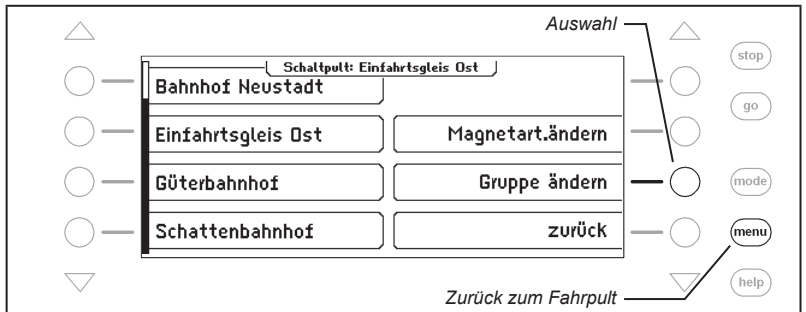 Auswahl
stop
Schaltpult: Einfahrtsgleis Ost
Bahnhof Neustadt
go
Einfahrtsgleis Ost
Magnetart.ändern
Güterbahnhof
Gruppe ändern
mode
Schattenbahnhof
zurück
menu
help
Zurück zum Fahrpult